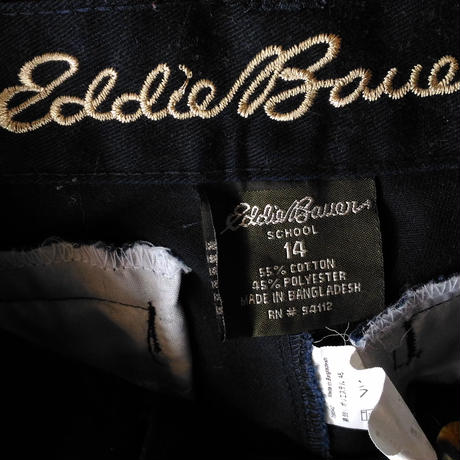 Eddie Bauer
Eddie Bauer
SCHOOL
14
55% COTTON
45% POLYESTER
MADE IN BANGLADESH
RN # 94112